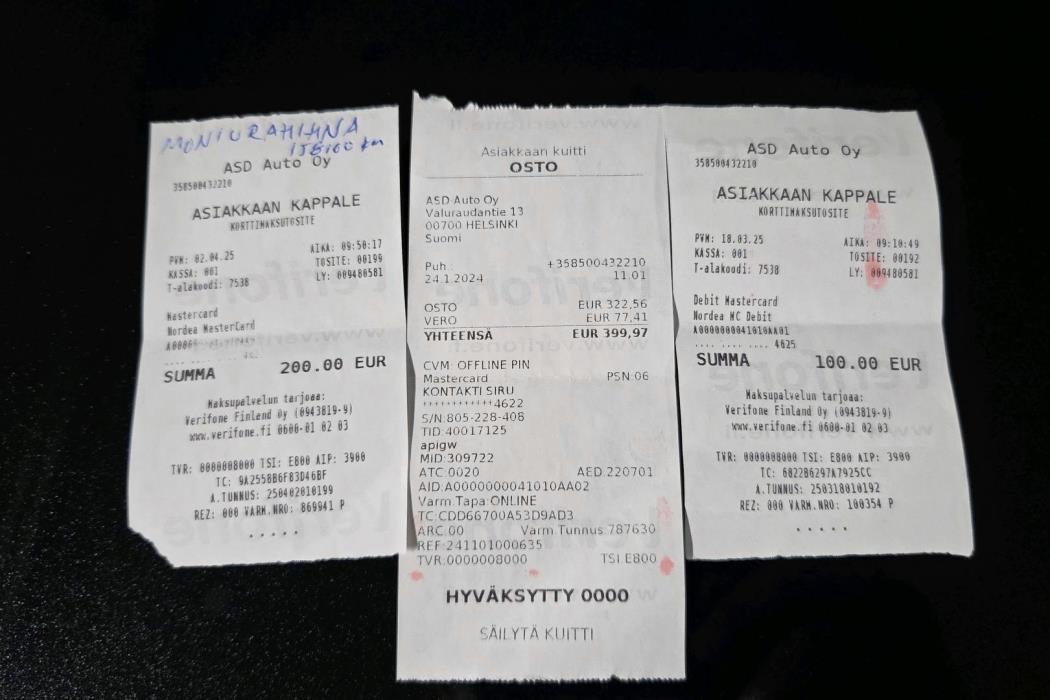 MONIURAHIHNA
158100 km
ASD Auto Oy
358500432210
ASIAKKAAN KAPPALE
KORTTIMAKSUTOSITE
PVM: 02.04.25 AIKA: 09:50:17
KASSA: 001 TOSITE: 00199
T-alakoodi: 7538 LY: 009480581
Mastercard
Nordea MasterCard
SUMMA 200.00 EUR
Maksupalvelun tarjoaa:
Verifone Finland Oy (0943819-9)
www.verifone.fi 0600-01 02 03
TVR: 0000008000 TSI: E800 AIP: 3900
TC: 9A2558B6F83D46BF
A.TUNNUS: 250402010199
REZ: 000 VARM.NRO: 869941 P
.....
Asiakkaan kuitti
OSTO
ASD Auto Oy
Valuraudantie 13
00700 HELSINKI
Suomi
Puh.: +358500432210
24.1.2024 11.01
OSTO EUR 322,56
VERO EUR 77,41
YHTEENSÄ EUR 399,97
CVM: OFFLINE PIN
Mastercard PSN:06
KONTAKTI SIRU
************4622
S/N:805-228-408
TID:40017125
apigw
MID:309722
ATC:0020 AED:220701
AID:A0000000041010AA02
Varm.Tapa:ONLINE
TC:CDD66700A53D9AD3
ARC:00 Varm.Tunnus:787630
REF:241101000635
TVR:0000008000 TSI:E800
HYVÄKSYTTY 0000
SÄILYTÄ KUITTI
ASD Auto Oy
358500432210
ASIAKKAAN KAPPALE
KORTTIMAKSUTOSITE
PVM: 18.03.25 AIKA: 09:10:49
KASSA: 001 TOSITE: 00192
T-alakoodi: 7538 LY: 009480581
Debit Mastercard
Nordea MC Debit
A0000000041010AA01
.... .... .... 4625
SUMMA 100.00 EUR
Maksupalvelun tarjoaa:
Verifone Finland Oy (0943819-9)
www.verifone.fi 0600-01 02 03
TVR: 0000008000 TSI: E800 AIP: 3900
TC: 6822B6297A7925CC
A.TUNNUS: 250318010192
REZ: 000 VARM.NRO: 100354 P
.....